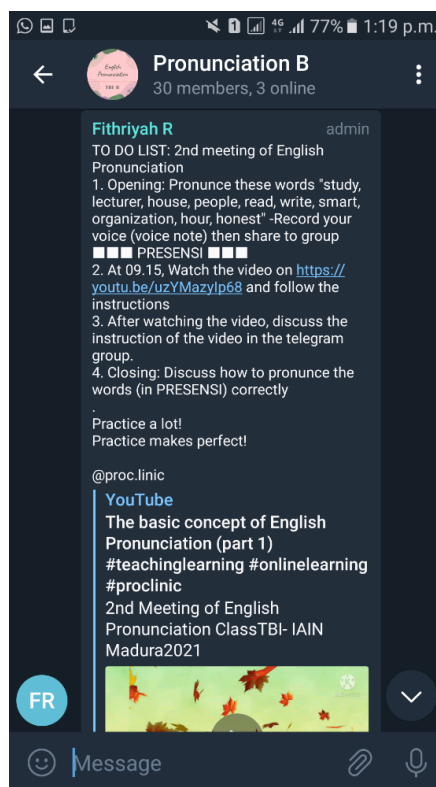 1 4G 77% 1:19 p.m.
English
Pronunciation
TBI B
Pronunciation B
30 members, 3 online
Fithriyah R admin
TO DO LIST: 2nd meeting of English
Pronunciation
1. Opening: Pronunce these words "study,
lecturer, house, people, read, write, smart,
organization, hour, honest" -Record your
voice (voice note) then share to group
⬜⬜⬜ PRESENSI ⬜⬜⬜
2. At 09.15, Watch the video on https://
youtu.be/uzYMazyIp68 and follow the
instructions
3. After watching the video, discuss the
instruction of the video in the telegram
group.
4. Closing: Discuss how to pronunce the
words (in PRESENSI) correctly
.
Practice a lot!
Practice makes perfect!
@proc.linic
YouTube
The basic concept of English
Pronunciation (part 1)
#teachinglearning #onlinelearning
#proclinic
2nd Meeting of English
Pronunciation ClassTBI- IAIN
Madura2021
FR
Message